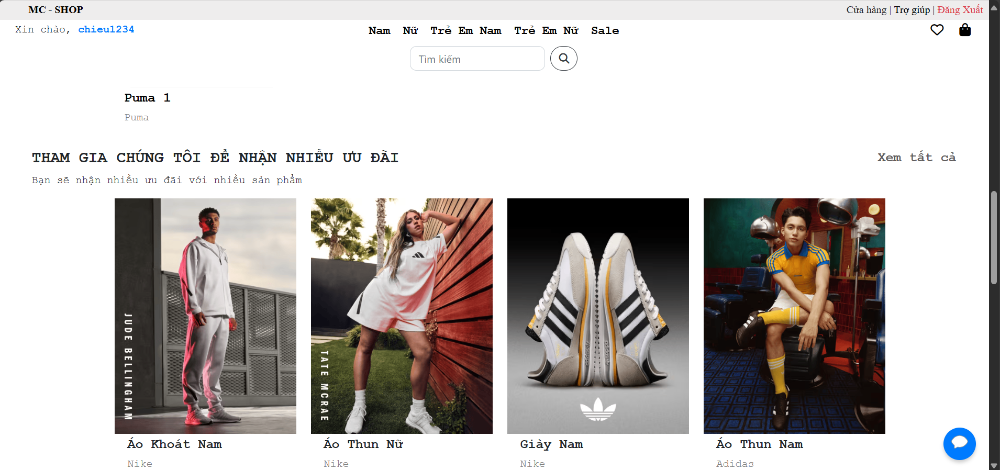 MC - SHOP
Cửa hàng | Trợ giúp | Đăng Xuất
Xin chào, chieu1234
Nam Nữ Trẻ Em Nam Trẻ Em Nữ Sale
Tìm kiếm
Puma 1
Puma
THAM GIA CHÚNG TÔI ĐỂ NHẬN NHIỀU ƯU ĐÃI
Xem tất cả
Bạn sẽ nhận nhiều ưu đãi với nhiều sản phẩm
JUDE BELLINGHAM
TATE MCRAE
Áo Khoát Nam
Nike
Áo Thun Nữ
Nike
Giày Nam
Nike
Áo Thun Nam
Adidas